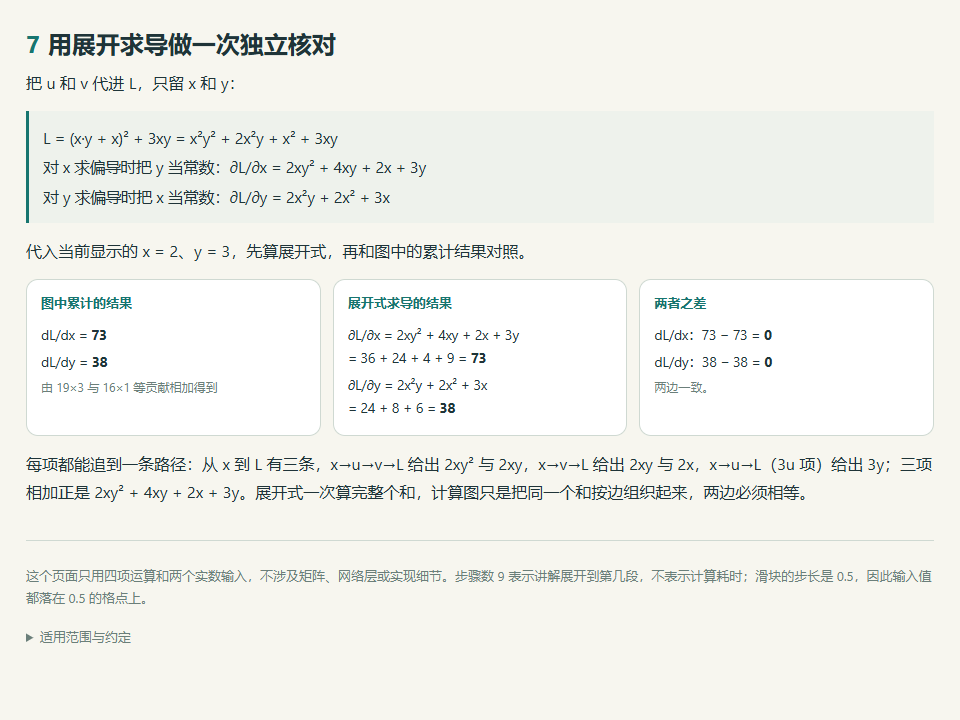 7 用展开求导做一次独立核对
把 u 和 v 代进 L，只留 x 和 y：
L = (x·y + x)² + 3xy = x²y² + 2x²y + x² + 3xy
对 x 求偏导时把 y 当常数：∂L/∂x = 2xy² + 4xy + 2x + 3y
对 y 求偏导时把 x 当常数：∂L/∂y = 2x²y + 2x² + 3x
代入当前显示的 x = 2、y = 3，先算展开式，再和图中的累计结果对照。
图中累计的结果
dL/dx = 73
dL/dy = 38
由 19×3 与 16×1 等贡献相加得到
展开式求导的结果
∂L/∂x = 2xy² + 4xy + 2x + 3y
= 36 + 24 + 4 + 9 = 73
∂L/∂y = 2x²y + 2x² + 3x
= 24 + 8 + 6 = 38
两者之差
dL/dx：73 − 73 = 0
dL/dy：38 − 38 = 0
两边一致。
每项都能追到一条路径：从 x 到 L 有三条，x→u→v→L 给出 2xy² 与 2xy，x→v→L 给出 2xy 与 2x，x→u→L（3u 项）给出 3y；三项
相加正是 2xy² + 4xy + 2x + 3y。展开式一次算完整个和，计算图只是把同一个和按边组织起来，两边必须相等。
这个页面只用四项运算和两个实数输入，不涉及矩阵、网络层或实现细节。步骤数 9 表示讲解展开到第几段，不表示计算耗时；滑块的步长是 0.5，因此输入值
都落在 0.5 的格点上。
▶ 适用范围与约定